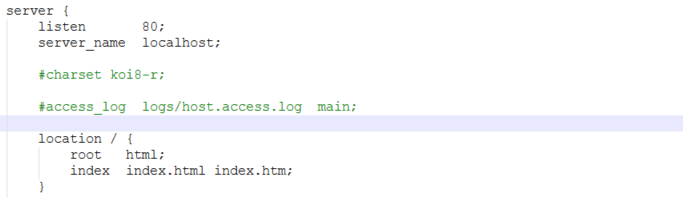 server {
    listen       80;
    server_name  localhost;

    #charset koi8-r;

    #access_log  logs/host.access.log  main;

    location / {
        root   html;
        index  index.html index.htm;
    }